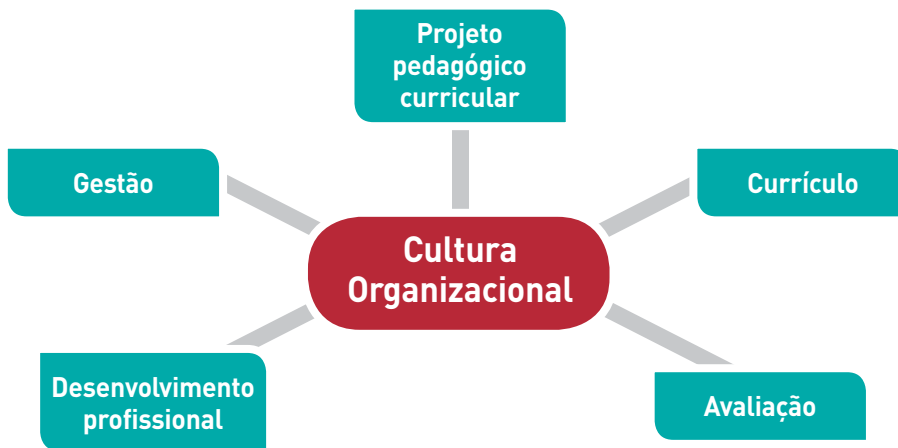 Projeto
pedagógico
curricular
Gestão
Currículo
Cultura
Organizacional
Desenvolvimento
profissional
Avaliação